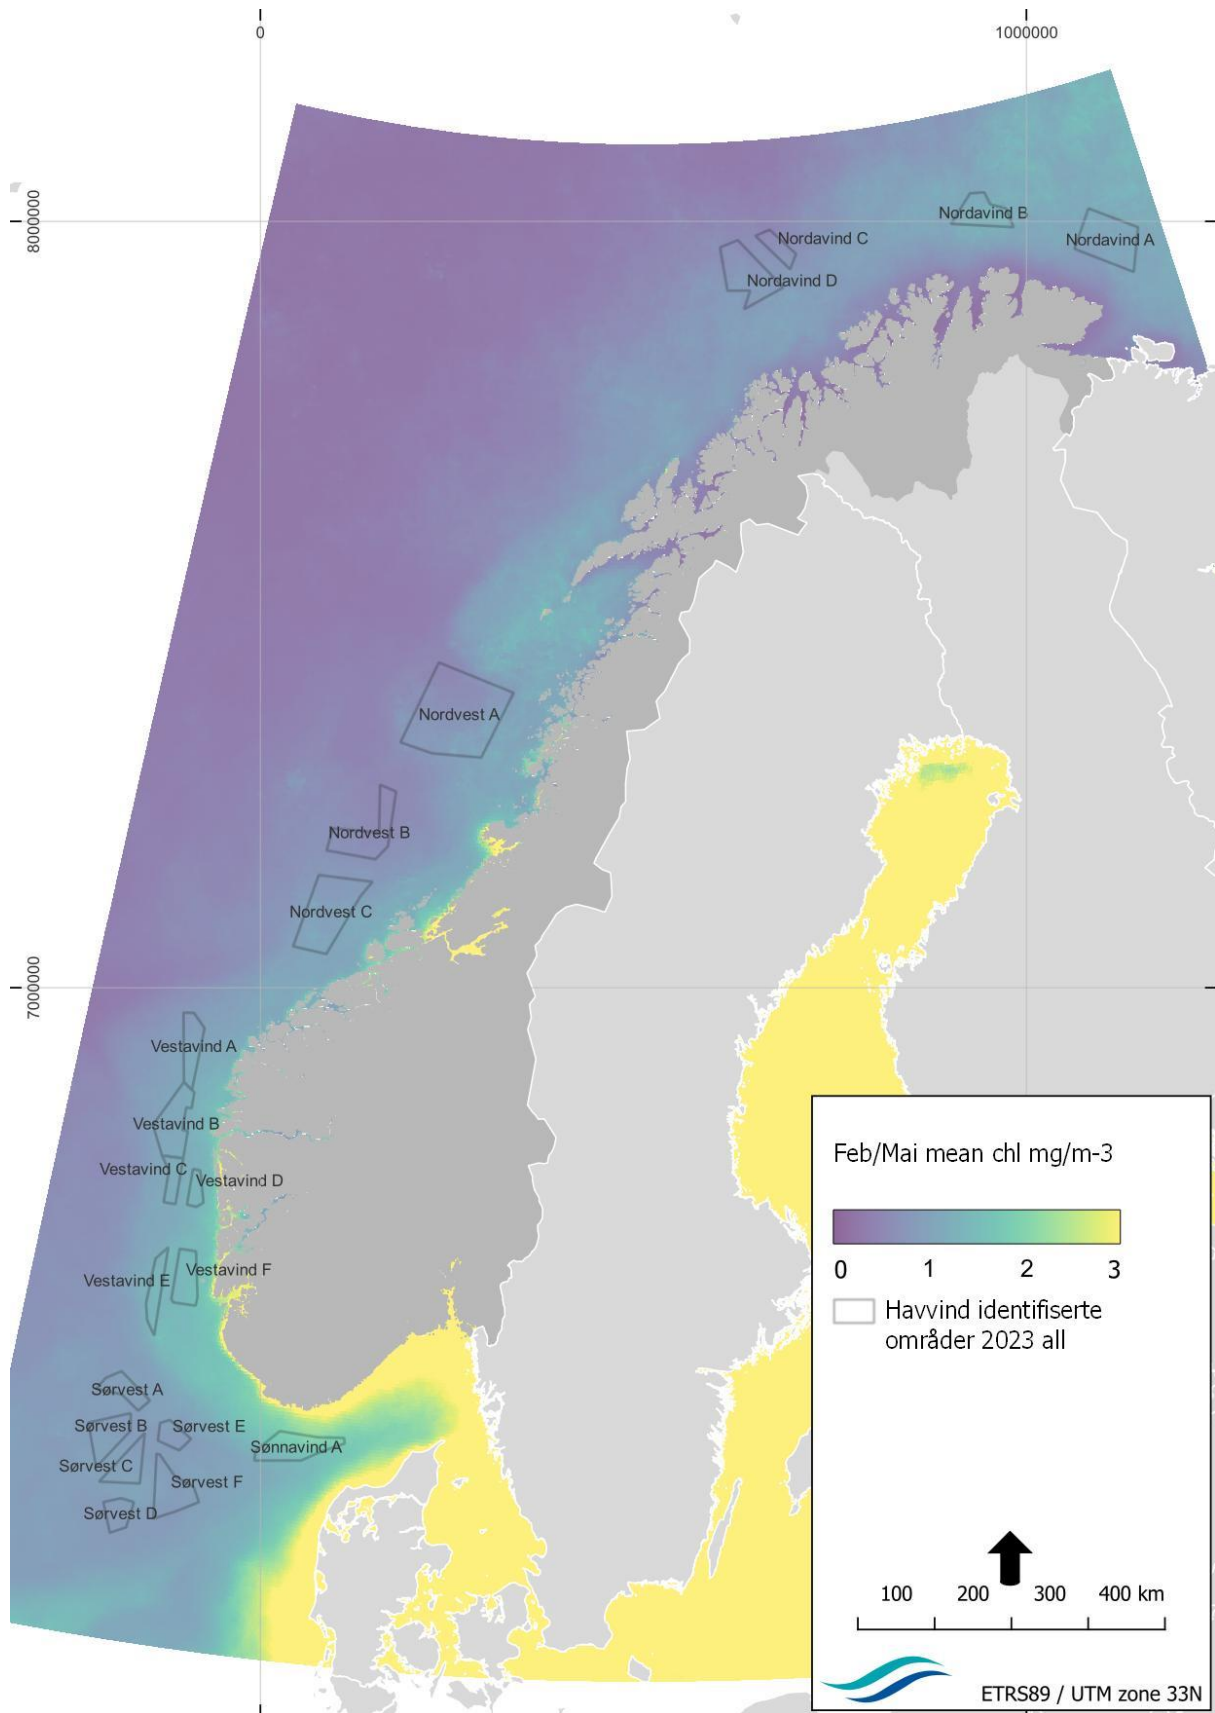 0
1000000
8000000
Nordavind B
Nordavind C
Nordavind A
Nordavind D
Nordvest A
Nordvest B
Nordvest C
7000000
Vestavind A
Vestavind B
Vestavind C
Vestavind D
Vestavind F
Vestavind E
Sørvest A
Sørvest B
Sørvest E
Sønnavind A
Sørvest C
Sørvest F
Sørvest D
Feb/Mai mean chl mg/m-3
0 1 2 3
Havvind identifiserte
områder 2023 all
100 200 300 400 km
ETRS89 / UTM zone 33N